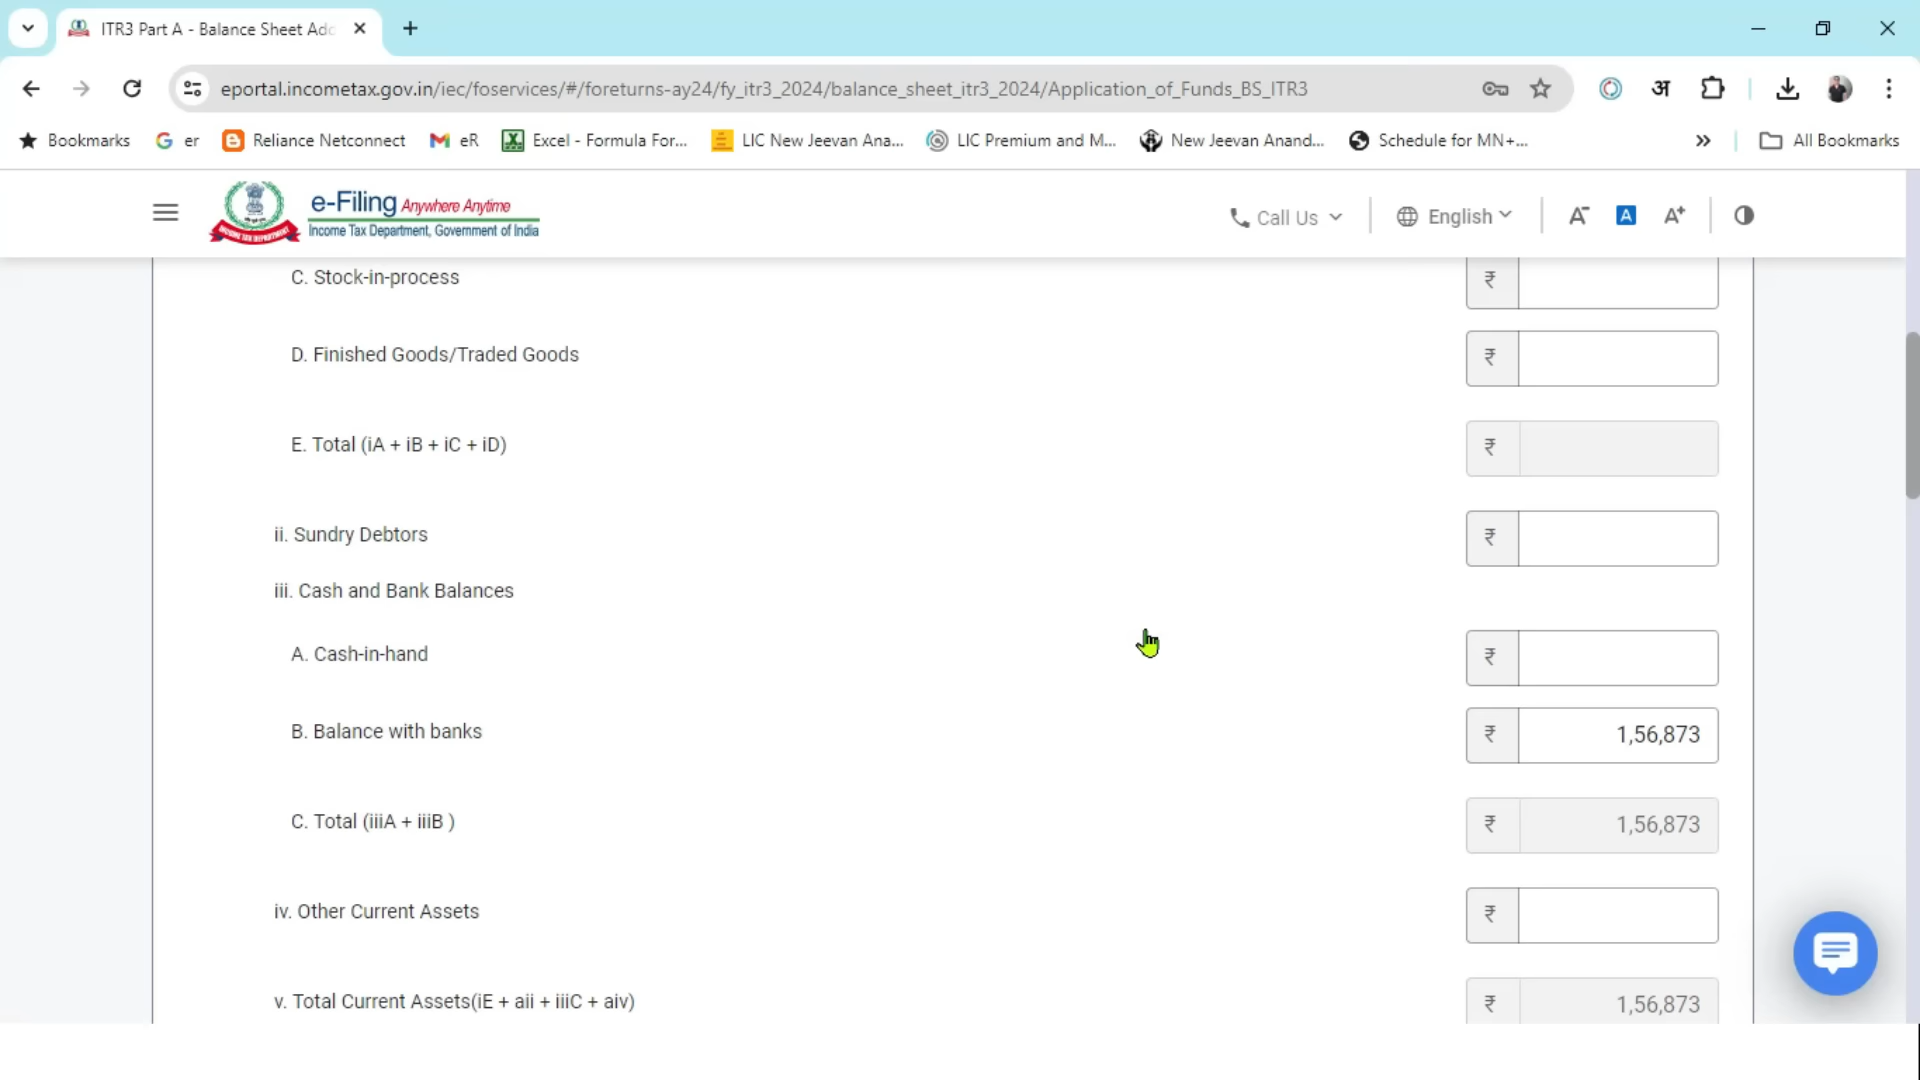 ITR3 Part A - Balance Sheet Add
eportal.incometax.gov.in/iec/foservices/#/foreturns-ay24/fy_itr3_2024/balance_sheet_itr3_2024/Application_of_Funds_BS_ITR3
अ
Bookmarks er Reliance Netconnect eR Excel - Formula For... LIC New Jeevan Ana... LIC Premium and M... New Jeevan Anand... Schedule for MN+... » All Bookmarks
e-Filing Anywhere Anytime
Income Tax Department, Government of India
Call Us English A- A A+
C. Stock-in-process ₹
D. Finished Goods/Traded Goods ₹
E. Total (iA + iB + iC + iD) ₹
ii. Sundry Debtors ₹
iii. Cash and Bank Balances
A. Cash-in-hand ₹
B. Balance with banks ₹ 1,56,873
C. Total (iiiA + iiiB ) ₹ 1,56,873
iv. Other Current Assets ₹
v. Total Current Assets(iE + aii + iiiC + aiv) ₹ 1,56,873